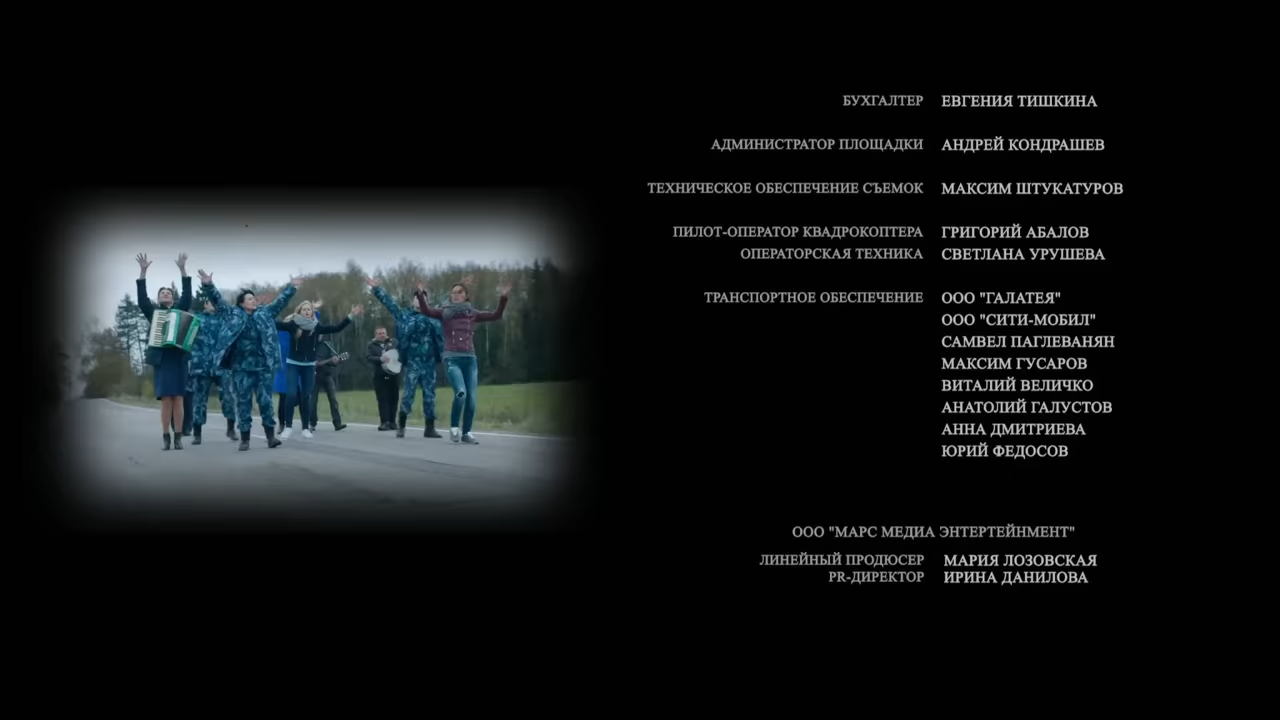 БУХГАЛТЕР ЕВГЕНИЯ ТИШКИНА
АДМИНИСТРАТОР ПЛОЩАДКИ АНДРЕЙ КОНДРАШЕВ
ТЕХНИЧЕСКОЕ ОБЕСПЕЧЕНИЕ СЪЕМОК МАКСИМ ШТУКАТУРОВ
ПИЛОТ-ОПЕРАТОР КВАДРОКОПТЕРА ГРИГОРИЙ АБАЛОВ
ОПЕРАТОРСКАЯ ТЕХНИКА СВЕТЛАНА УРУШЕВА
ТРАНСПОРТНОЕ ОБЕСПЕЧЕНИЕ ООО "ГАЛАТЕЯ"
ООО "СИТИ-МОБИЛ"
САМВЕЛ ПАГЛЕВАНЯН
МАКСИМ ГУСАРОВ
ВИТАЛИЙ ВЕЛИЧКО
АНАТОЛИЙ ГАЛУСТОВ
АННА ДМИТРИЕВА
ЮРИЙ ФЕДОСОВ
ООО "МАРС МЕДИА ЭНТЕРТЕЙНМЕНТ"
ЛИНЕЙНЫЙ ПРОДЮСЕР МАРИЯ ЛОЗОВСКАЯ
PR-ДИРЕКТОР ИРИНА ДАНИЛОВА